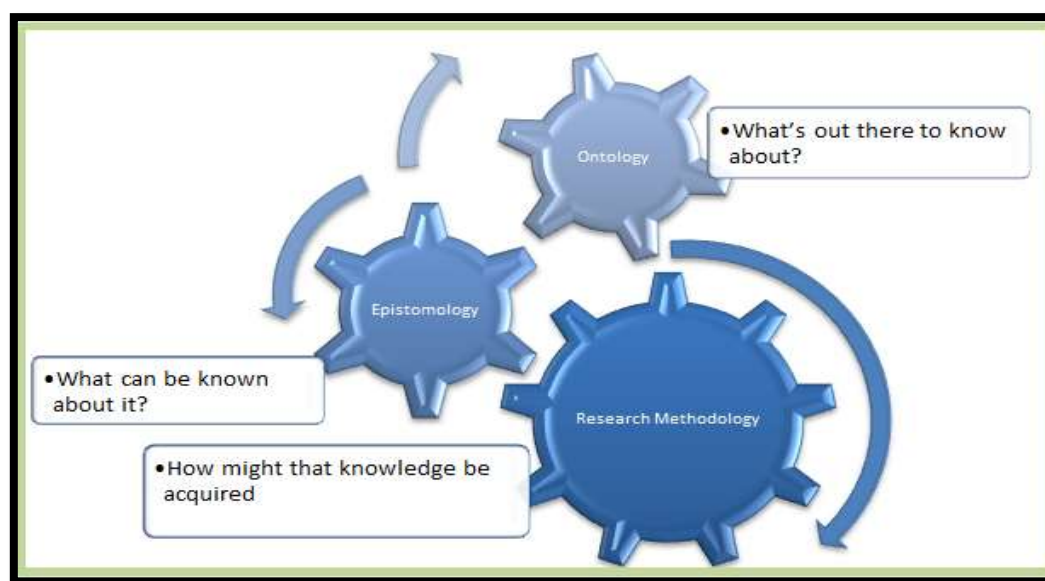 Ontology
•What's out there to know
about?
Epistomology
•What can be known
about it?
Research Methodology
•How might that knowledge be
acquired